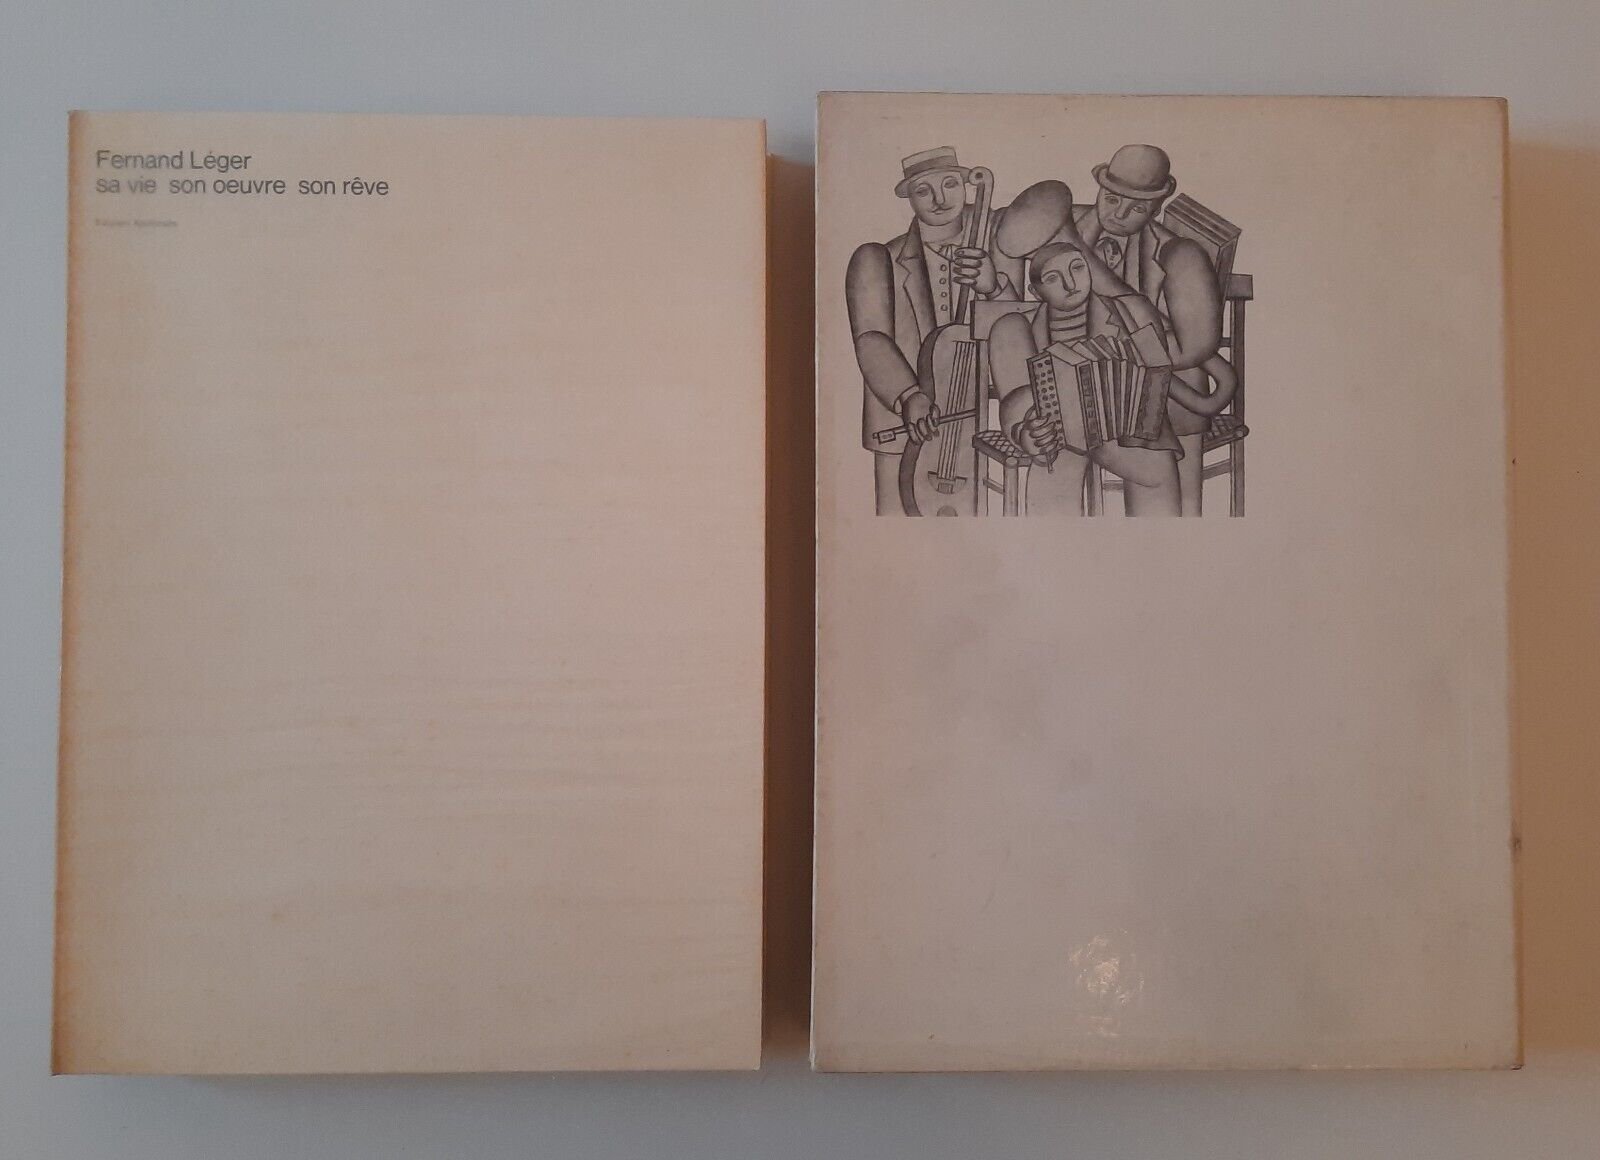 Fernand Léger
sa vie son oeuvre son rêve